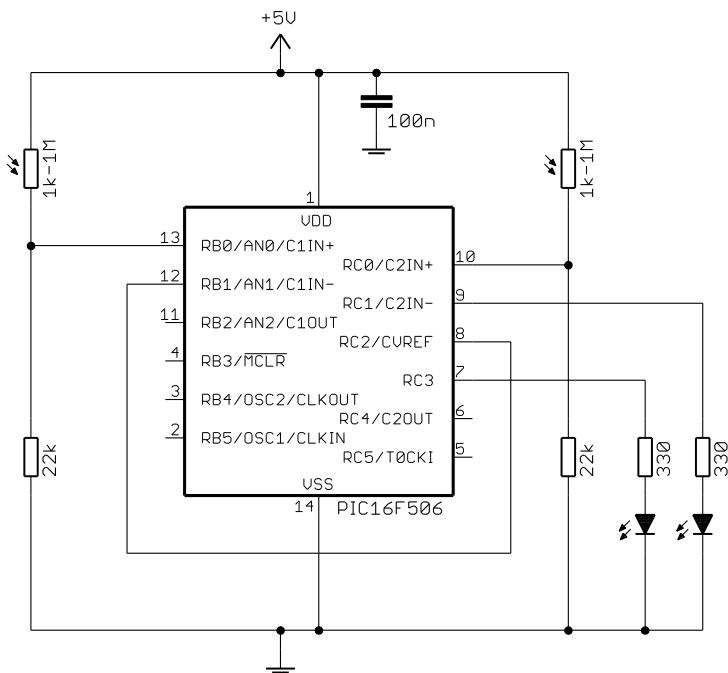 +5V
100n
1k-1M
1k-1M
1
VDD
13
RB0/AN0/C1IN+
RC0/C2IN+
10
12
RB1/AN1/C1IN-
RC1/C2IN-
9
11
RB2/AN2/C1OUT
RC2/CVREF
8
4
RB3/MCLR
RC3
7
3
RB4/OSC2/CLKOUT
RC4/C2OUT
6
2
RB5/OSC1/CLKIN
RC5/T0CKI
5
22k
22k
330
330
VSS
14
PIC16F506